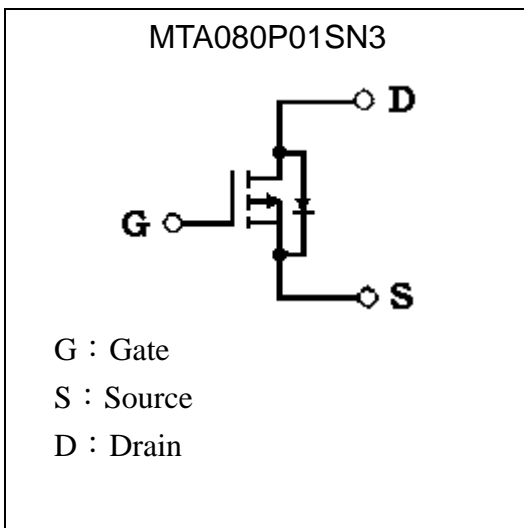 MTA080P01SN3
D
G
S
G：Gate
S：Source
D：Drain